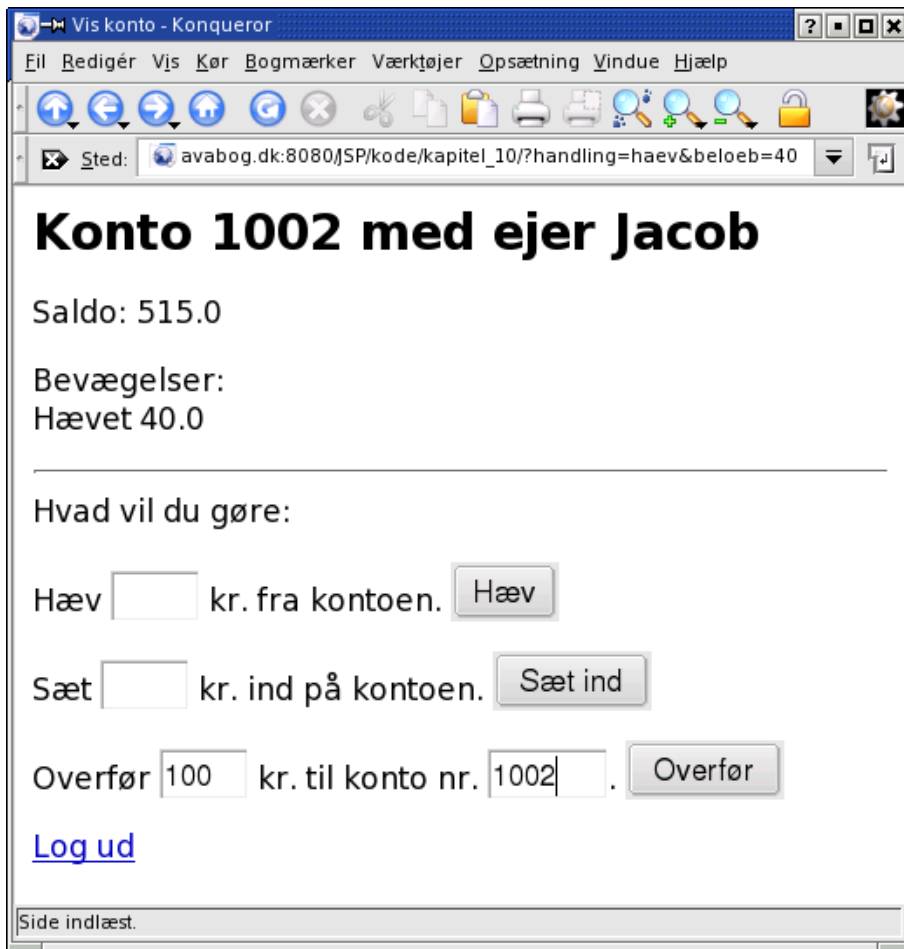 Vis konto - Konqueror
Fil Redigér Vis Kør Bogmærker Værktøjer Opsætning Vindue Hjælp
Sted: avabog.dk:8080/JSP/kode/kapitel_10/?handling=haev&beloeb=40
Konto 1002 med ejer Jacob
Saldo: 515.0
Bevægelser:
Hævet 40.0
Hvad vil du gøre:
Hæv kr. fra kontoen. Hæv
Sæt kr. ind på kontoen. Sæt ind
Overfør 100 kr. til konto nr. 1002 . Overfør
Log ud
Side indlæst.